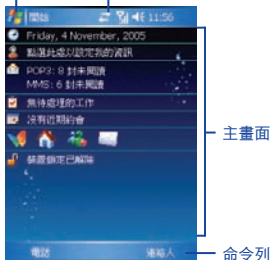 開始 11:56
Friday, 4 November, 2005
點選此處以設定我的資訊
POP3: 8 封未閱讀
MMS: 6 封未閱讀
無待處理的工作
沒有近期約會
裝置鎖定已解除
主畫面
電話 連絡人
命令列